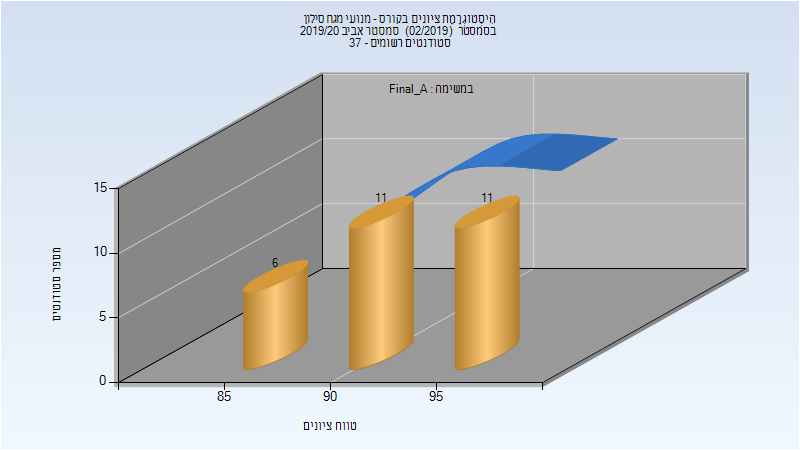 היסטוגרמת ציונים בקורס - מנועי מגח סילון
בסמסטר (02/2019) סמסטר אביב 2019/20
סטודנטים רשומים - 37
במשימה : Final_A
15
10
5
0
6
11
11
85
90
95
מספר סטודנטים
טווח ציונים